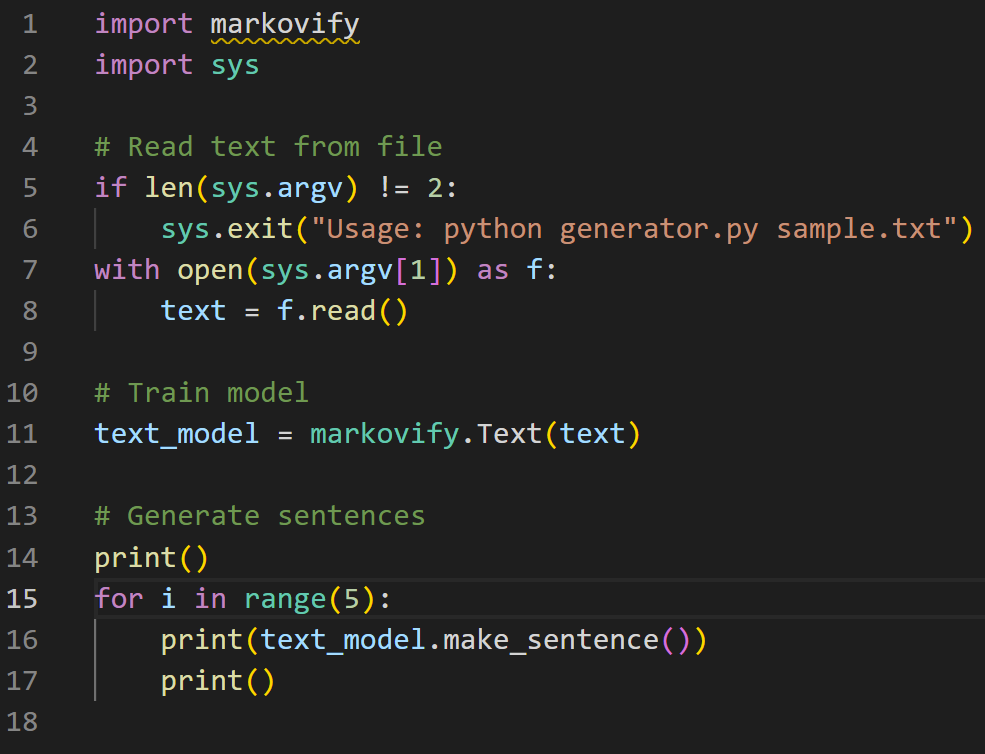 1 import markovify
2 import sys
3
4 # Read text from file
5 if len(sys.argv) != 2:
6     sys.exit("Usage: python generator.py sample.txt")
7 with open(sys.argv[1]) as f:
8     text = f.read()
9
10 # Train model
11 text_model = markovify.Text(text)
12
13 # Generate sentences
14 print()
15 for i in range(5):
16     print(text_model.make_sentence())
17     print()
18